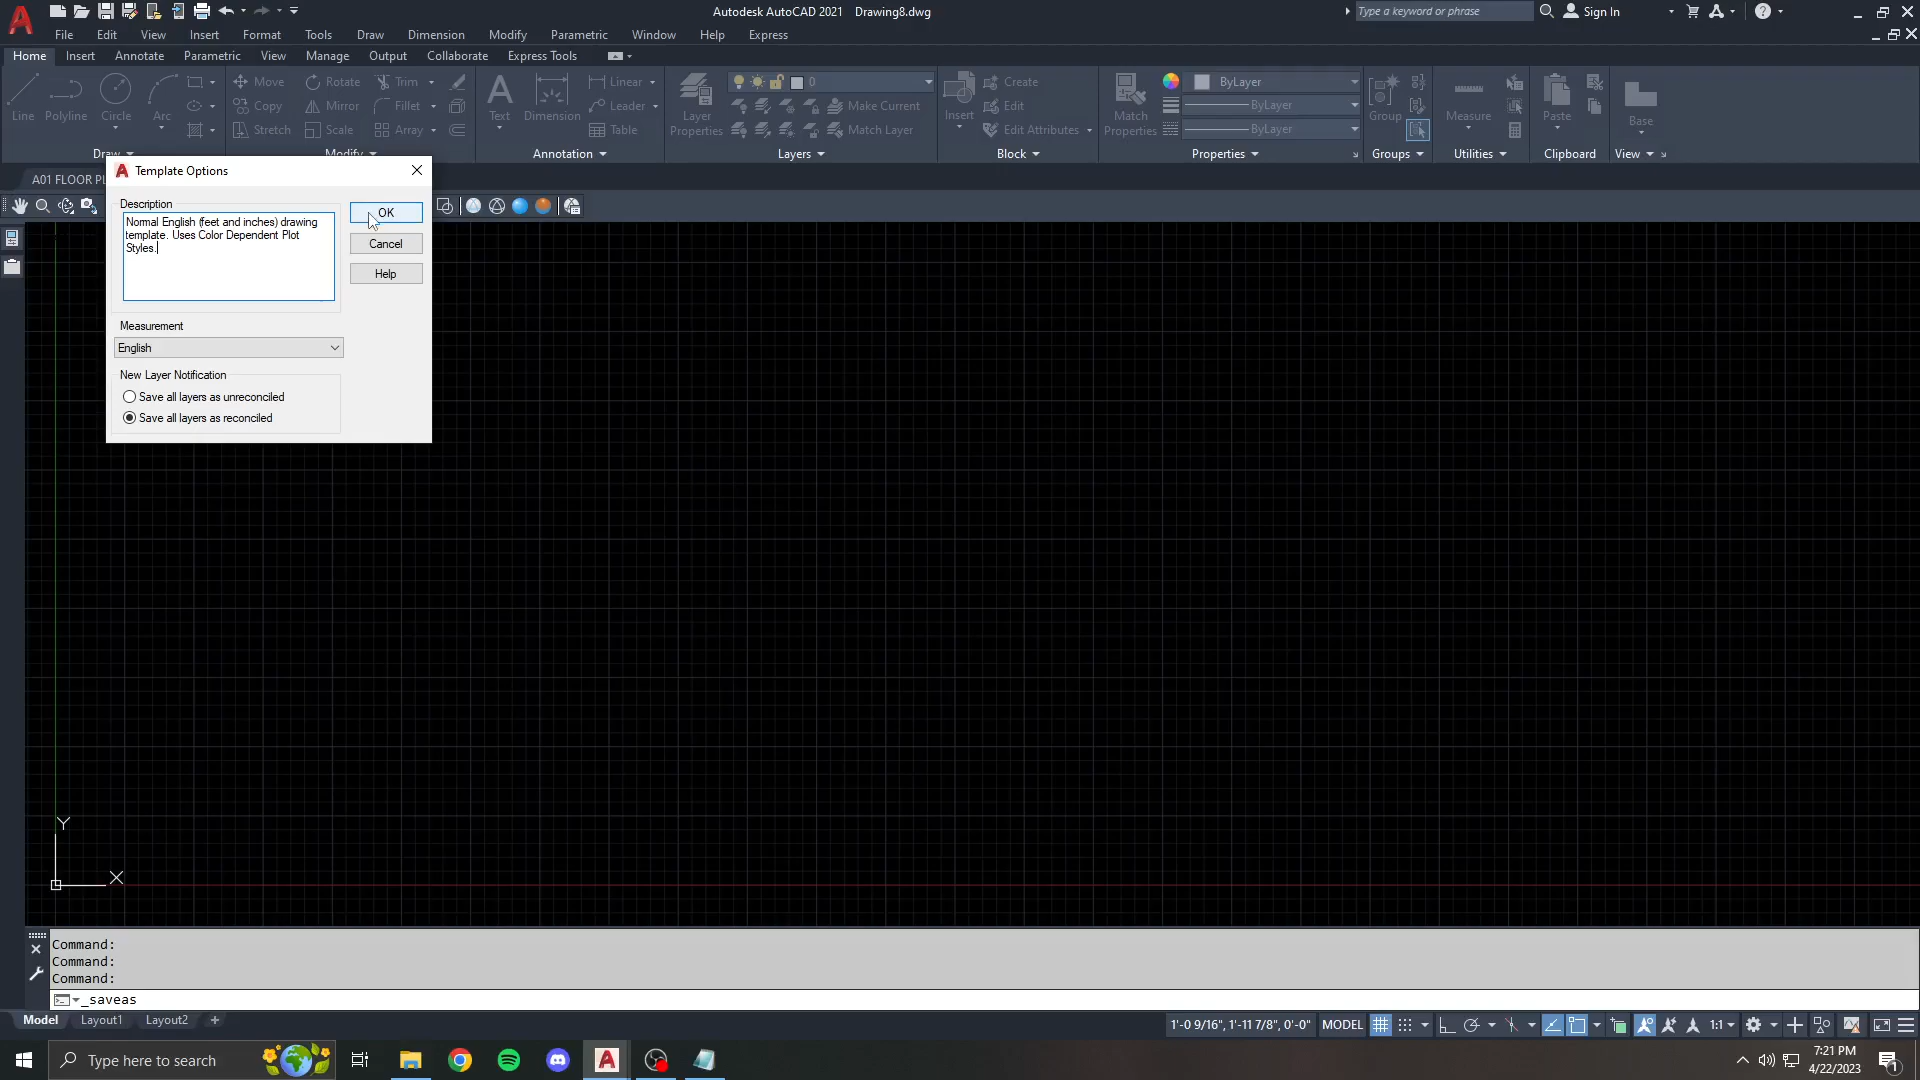 Autodesk AutoCAD 2021 Drawing8.dwg
Type a keyword or phrase
Sign In
File Edit View Insert Format Tools Draw Dimension Modify Parametric Window Help Express
Home Insert Annotate Parametric View Manage Output Collaborate Express Tools
Line Polyline Circle Arc
Move Rotate Trim
Copy Mirror Fillet
Stretch Scale Array
Draw Modify
Text Dimension
Linear
Leader
Table
Annotation
Layer Properties
0
Make Current
Match Layer
Layers
Insert
Create
Edit
Edit Attributes
Block
Match Properties
ByLayer
ByLayer
ByLayer
Properties
Group
Groups
Measure
Utilities
Paste
Clipboard
Base
View
A01 FLOOR PL
Template Options
Description
Normal English (feet and inches) drawing
template. Uses Color Dependent Plot
Styles.
OK
Cancel
Help
Measurement
English
New Layer Notification
Save all layers as unreconciled
Save all layers as reconciled
Y
X
Command:
Command:
Command:
_saveas
Model Layout1 Layout2
1'-0 9/16", 1'-11 7/8", 0'-0" MODEL 1:1
Type here to search
7:21 PM
4/22/2023
1